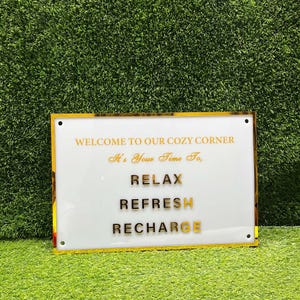 WELCOME TO OUR COZY CORNER
It's Your Time To,
RELAX
REFRESH
RECHARGE